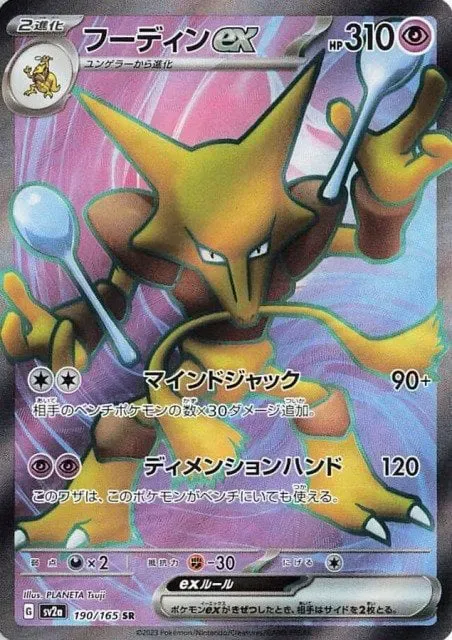 2進化 フーディンex HP310
ユンゲラーから進化
マインドジャック 90+
相手のベンチポケモンの数×30ダメージ追加。
ディメンションハンド 120
このワザは、このポケモンがベンチにいても使える。
弱点 ×2 抵抗力 -30 にげる
exルール
ポケモンexがきぜつしたとき、相手はサイドを2枚とる。
Illus. PLANETA Tsuji
G sv2a 190/165 SR
©2023 Pokémon/Nintendo/Creatures/GAME FREAK